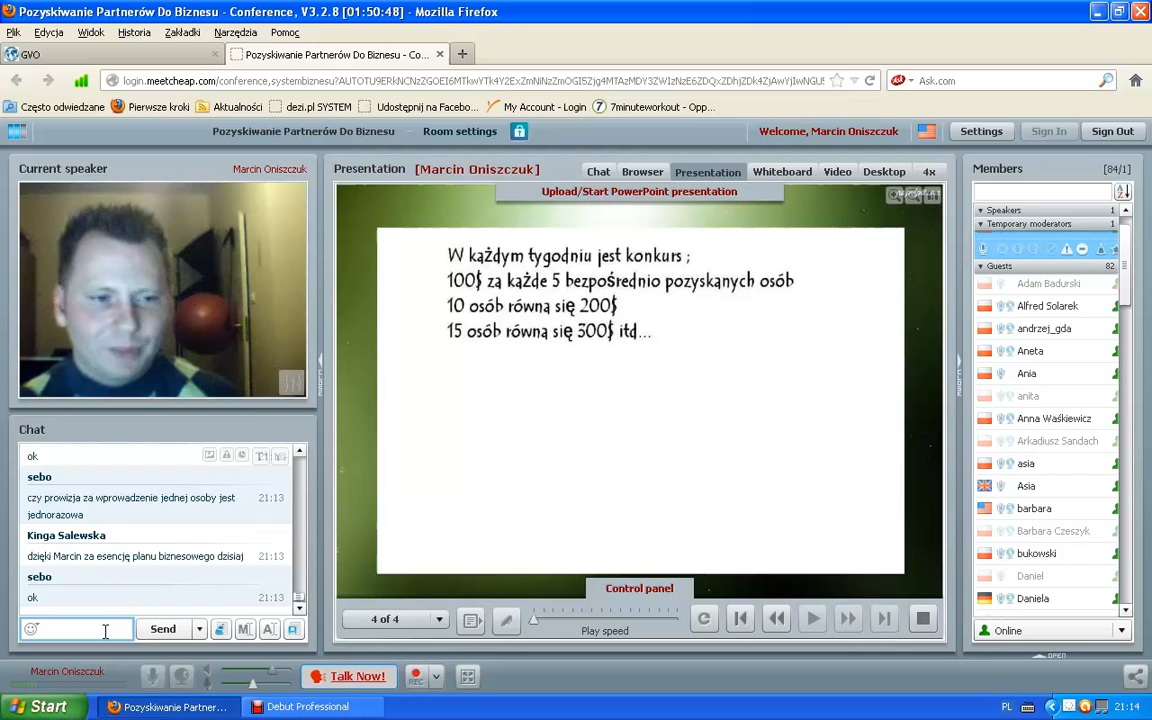 Pozyskiwanie Partnerów Do Biznesu - Conference, V3.2.8 [01:50:48] - Mozilla Firefox
Plik Edycja Widok Historia Zakładki Narzędzia Pomoc
GVO
Pozyskiwanie Partnerów Do Biznesu - Co...
Ask.com
Często odwiedzane Pierwsze kroki Aktualności dezi.pl SYSTEM Udostępnij na Facebo... My Account - Login 7minuteworkout - Opp...
Pozyskiwanie Partnerów Do Biznesu Room settings Welcome, Marcin Oniszczuk Settings Sign In Sign Out
Current speaker Marcin Oniszczuk
Presentation [Marcin Oniszczuk] Chat Browser Presentation Whiteboard Video Desktop 4x
Upload/Start PowerPoint presentation
W każdym tygodniu jest konkurs ;
100$ za każde 5 bezpośrednio pozyskanych osób
10 osób równa się 200$
15 osób równa się 300$ itd...
Control panel
4 of 4
Play speed
Chat
ok
sebo
czy prowizja za wprowadzenie jednej osoby jest 21:13
jednorazowa
Kinga Salewska
dzięki Marcin za esencję planu biznesowego dzisiaj 21:13
sebo
ok 21:13
Send
Members [84/1]
Speakers 1
Temporary moderators 1
Guests 82
Adam Badurski
Alfred Solarek
andrzej_gda
Aneta
Ania
anita
Anna Waśkiewicz
Arkadiusz Sandach
asia
Asia
barbara
Barbara Czeszyk
bukowski
Daniel
Daniela
Online
OPEN
Marcin Oniszczuk Talk Now! REC
Start Pozyskiwanie Partner... Debut Professional PL 21:14